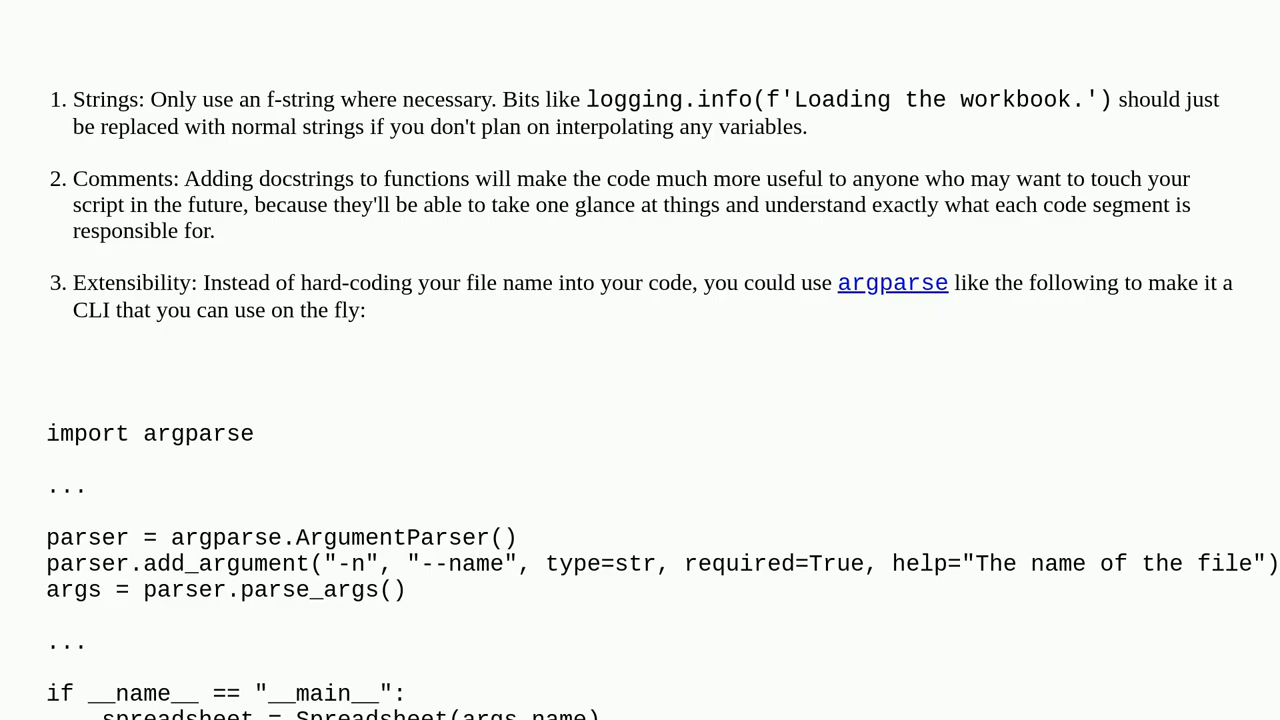 1. Strings: Only use an f-string where necessary. Bits like logging.info(f'Loading the workbook.') should just
be replaced with normal strings if you don't plan on interpolating any variables.
2. Comments: Adding docstrings to functions will make the code much more useful to anyone who may want to touch your
script in the future, because they'll be able to take one glance at things and understand exactly what each code segment is
responsible for.
3. Extensibility: Instead of hard-coding your file name into your code, you could use argparse like the following to make it a
CLI that you can use on the fly:
import argparse
...
parser = argparse.ArgumentParser()
parser.add_argument("-n", "--name", type=str, required=True, help="The name of the file")
args = parser.parse_args()
...
if __name__ == "__main__":
    spreadsheet = Spreadsheet(args.name)